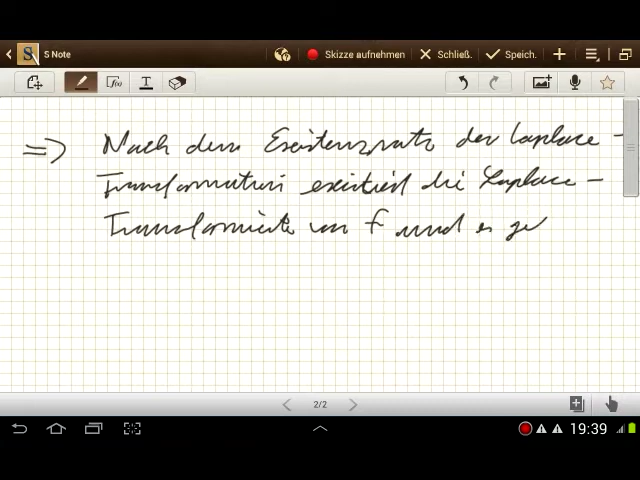 S Note
Skizze aufnehmen
Schließ.
Speich.
f(x)
T
=> Nach dem Existenzsatz der Laplace-
Transformation existiert die Laplace-
Transformierte von f und es ge
2/2
19:39